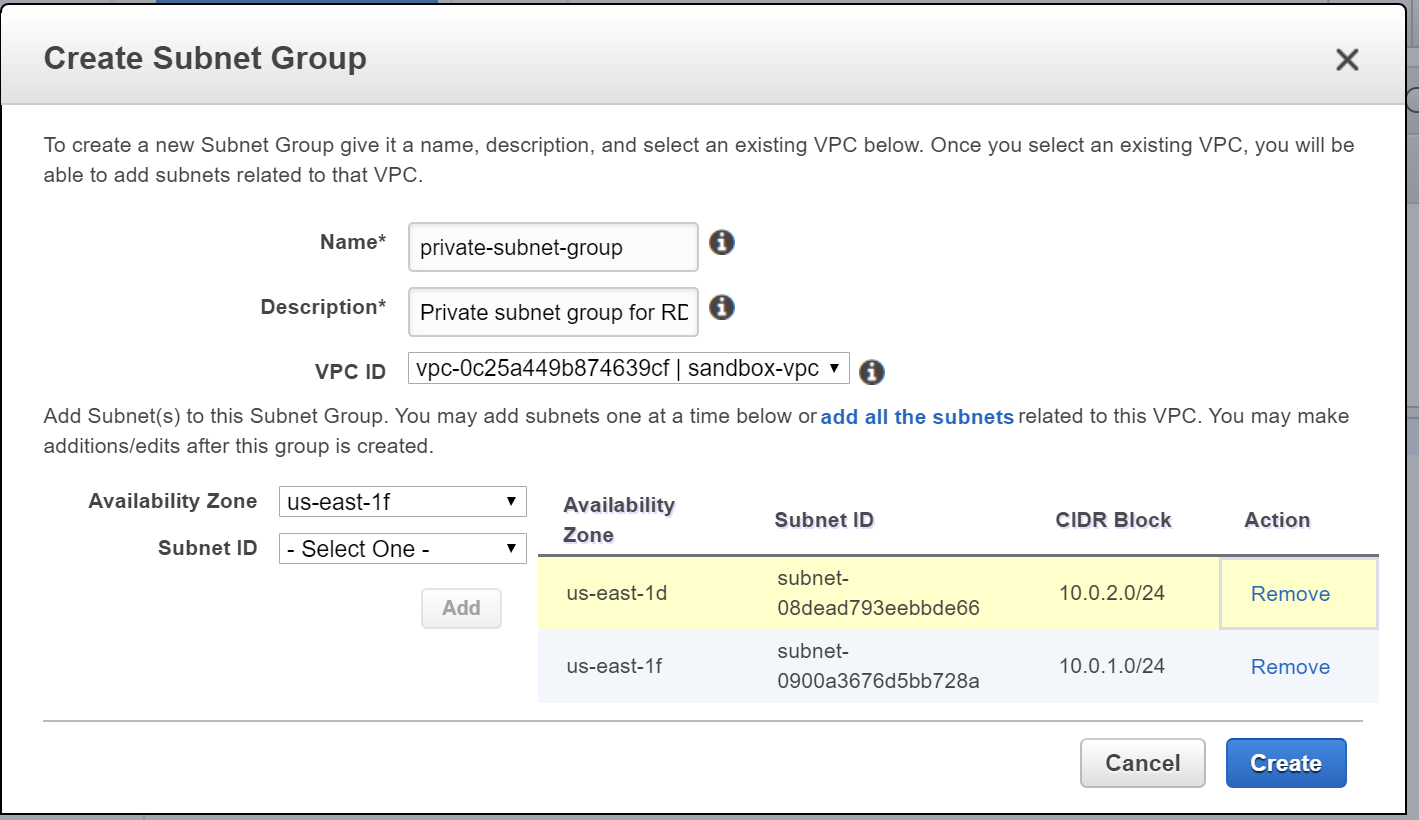 Create Subnet Group
To create a new Subnet Group give it a name, description, and select an existing VPC below. Once you select an existing VPC, you will be
able to add subnets related to that VPC.
Name* private-subnet-group
Description* Private subnet group for RD
VPC ID vpc-0c25a449b874639cf | sandbox-vpc
Add Subnet(s) to this Subnet Group. You may add subnets one at a time below or add all the subnets related to this VPC. You may make
additions/edits after this group is created.
Availability Zone us-east-1f
Subnet ID - Select One -
Add
Availability
Zone
Subnet ID
CIDR Block
Action
us-east-1d
subnet-
08dead793eebbde66
10.0.2.0/24
Remove
us-east-1f
subnet-
0900a3676d5bb728a
10.0.1.0/24
Remove
Cancel
Create